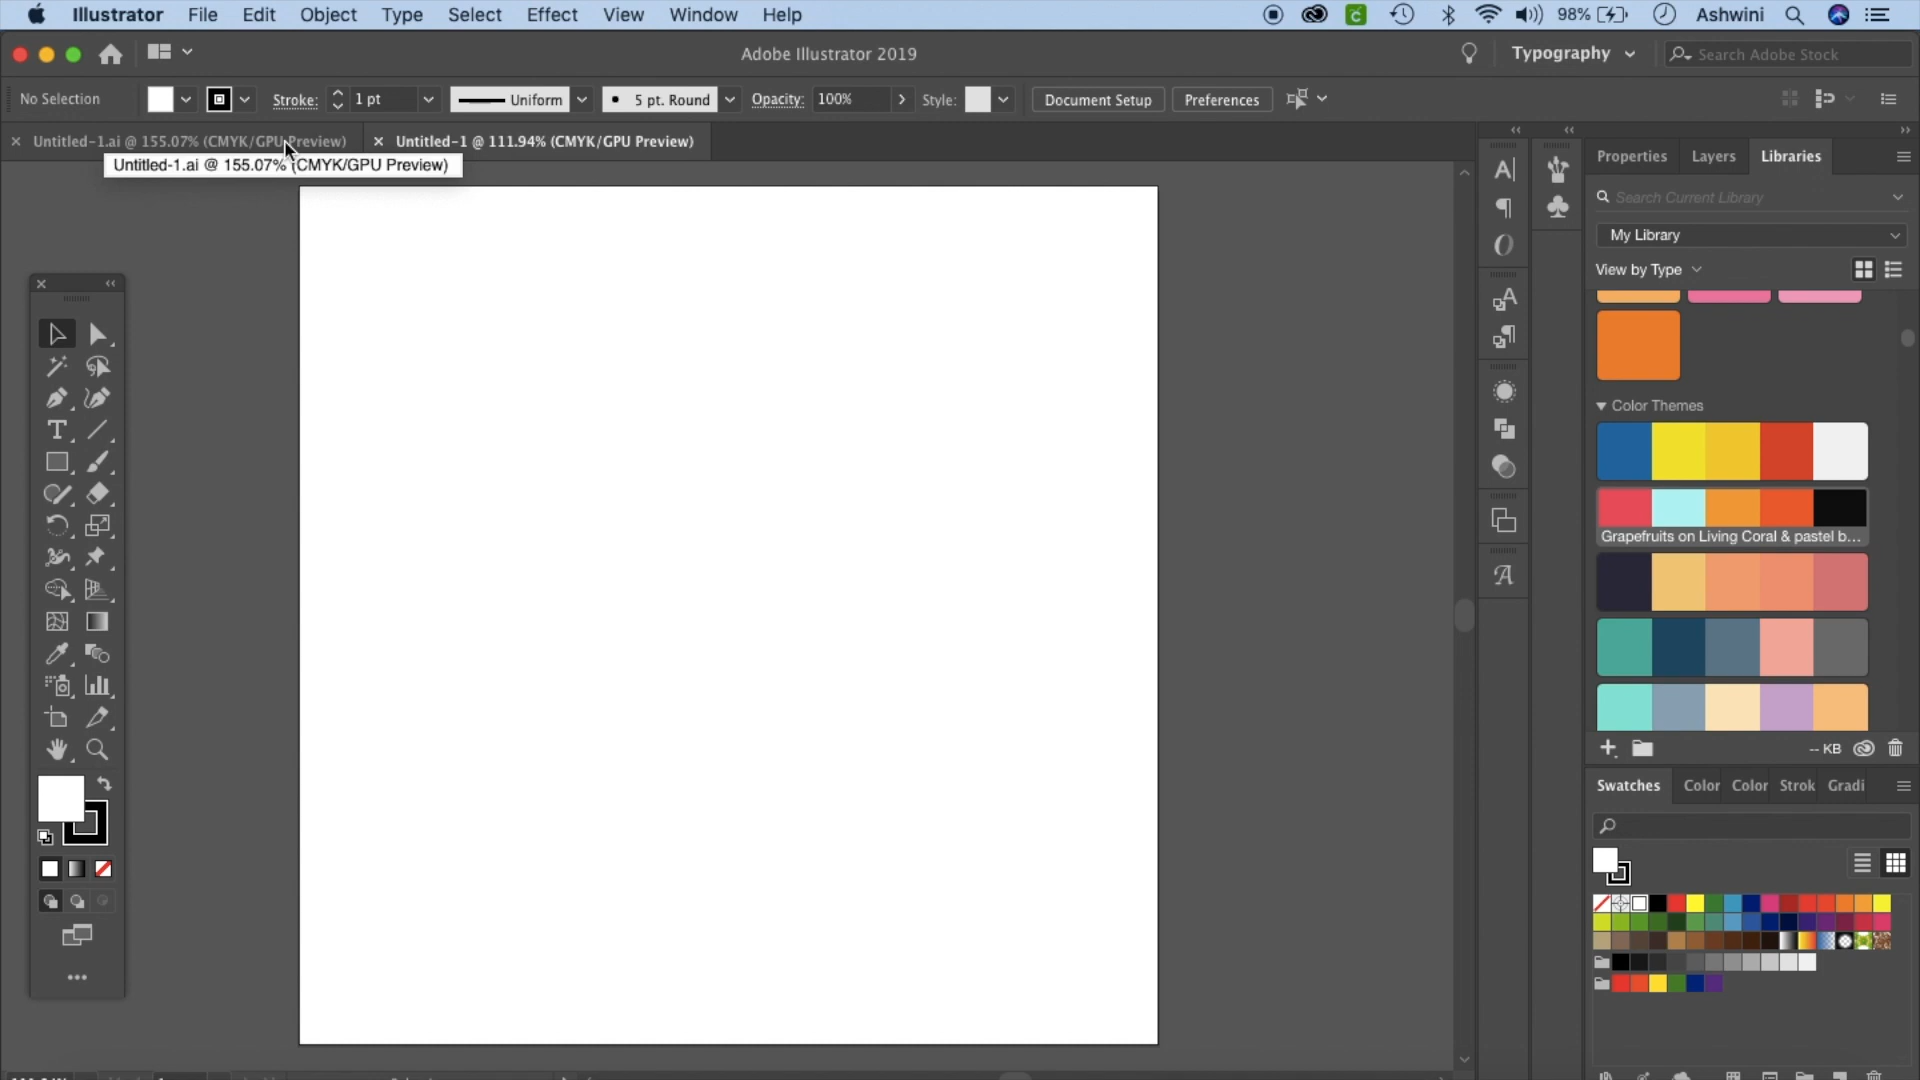 Illustrator File Edit Object Type Select Effect View Window Help 98% Ashwini
Adobe Illustrator 2019 Typography Search Adobe Stock
No Selection Stroke: 1 pt Uniform 5 pt. Round Opacity: 100% Style: Document Setup Preferences
Untitled-1.ai @ 155.07% (CMYK/GPU Preview) Untitled-1 @ 111.94% (CMYK/GPU Preview)
Untitled-1.ai @ 155.07% (CMYK/GPU Preview)
Properties Layers Libraries
Search Current Library
My Library
View by Type
Color Themes
Grapefruits on Living Coral & pastel b...
-- KB
Swatches Color Color Strok Gradi